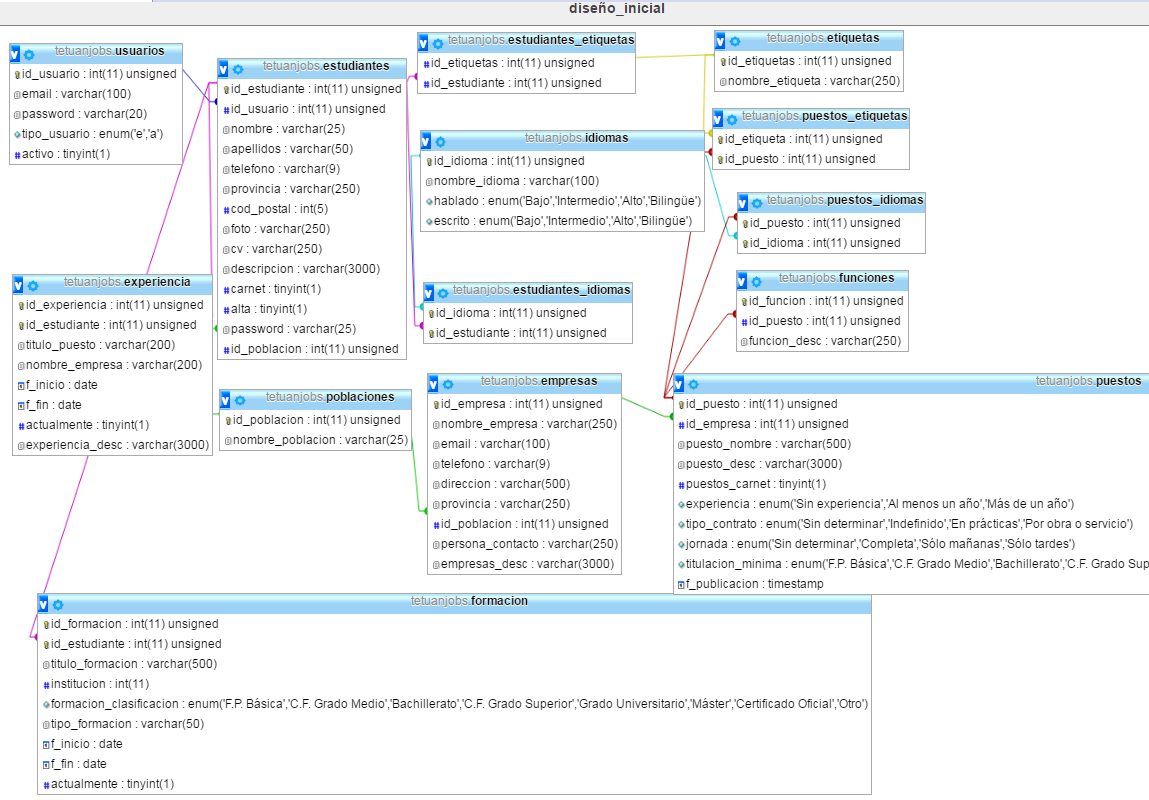 diseño_inicial
tetuanjobs.usuarios
id_usuario : int(11) unsigned
email : varchar(100)
password : varchar(20)
tipo_usuario : enum('e','a')
activo : tinyint(1)
tetuanjobs.estudiantes
id_estudiante : int(11) unsigned
id_usuario : int(11) unsigned
nombre : varchar(25)
apellidos : varchar(50)
telefono : varchar(9)
provincia : varchar(250)
cod_postal : int(5)
foto : varchar(250)
cv : varchar(250)
descripcion : varchar(3000)
carnet : tinyint(1)
alta : tinyint(1)
password : varchar(25)
id_poblacion : int(11) unsigned
tetuanjobs.estudiantes_etiquetas
id_etiquetas : int(11) unsigned
id_estudiante : int(11) unsigned
tetuanjobs.etiquetas
id_etiquetas : int(11) unsigned
nombre_etiqueta : varchar(250)
tetuanjobs.puestos_etiquetas
id_etiqueta : int(11) unsigned
id_puesto : int(11) unsigned
tetuanjobs.idiomas
id_idioma : int(11) unsigned
nombre_idioma : varchar(100)
hablado : enum('Bajo','Intermedio','Alto','Bilingüe')
escrito : enum('Bajo','Intermedio','Alto','Bilingüe')
tetuanjobs.puestos_idiomas
id_puesto : int(11) unsigned
id_idioma : int(11) unsigned
tetuanjobs.experiencia
id_experiencia : int(11) unsigned
id_estudiante : int(11) unsigned
titulo_puesto : varchar(200)
nombre_empresa : varchar(200)
f_inicio : date
f_fin : date
actualmente : tinyint(1)
experiencia_desc : varchar(3000)
tetuanjobs.estudiantes_idiomas
id_idioma : int(11) unsigned
id_estudiante : int(11) unsigned
tetuanjobs.funciones
id_funcion : int(11) unsigned
id_puesto : int(11) unsigned
funcion_desc : varchar(250)
tetuanjobs.poblaciones
id_poblacion : int(11) unsigned
nombre_poblacion : varchar(25)
tetuanjobs.empresas
id_empresa : int(11) unsigned
nombre_empresa : varchar(250)
email : varchar(100)
telefono : varchar(9)
direccion : varchar(500)
provincia : varchar(250)
id_poblacion : int(11) unsigned
persona_contacto : varchar(250)
empresas_desc : varchar(3000)
tetuanjobs.puestos
id_puesto : int(11) unsigned
id_empresa : int(11) unsigned
puesto_nombre : varchar(500)
puesto_desc : varchar(3000)
puestos_carnet : tinyint(1)
experiencia : enum('Sin experiencia','Al menos un año','Más de un año')
tipo_contrato : enum('Sin determinar','Indefinido','En prácticas','Por obra o servicio')
jornada : enum('Sin determinar','Completa','Sólo mañanas','Sólo tardes')
titulacion_minima : enum('F.P. Básica','C.F. Grado Medio','Bachillerato','C.F. Grado Sup
f_publicacion : timestamp
tetuanjobs.formacion
id_formacion : int(11) unsigned
id_estudiante : int(11) unsigned
titulo_formacion : varchar(500)
institucion : int(11)
formacion_clasificacion : enum('F.P. Básica','C.F. Grado Medio','Bachillerato','C.F. Grado Superior','Grado Universitario','Máster','Certificado Oficial','Otro')
tipo_formacion : varchar(50)
f_inicio : date
f_fin : date
actualmente : tinyint(1)